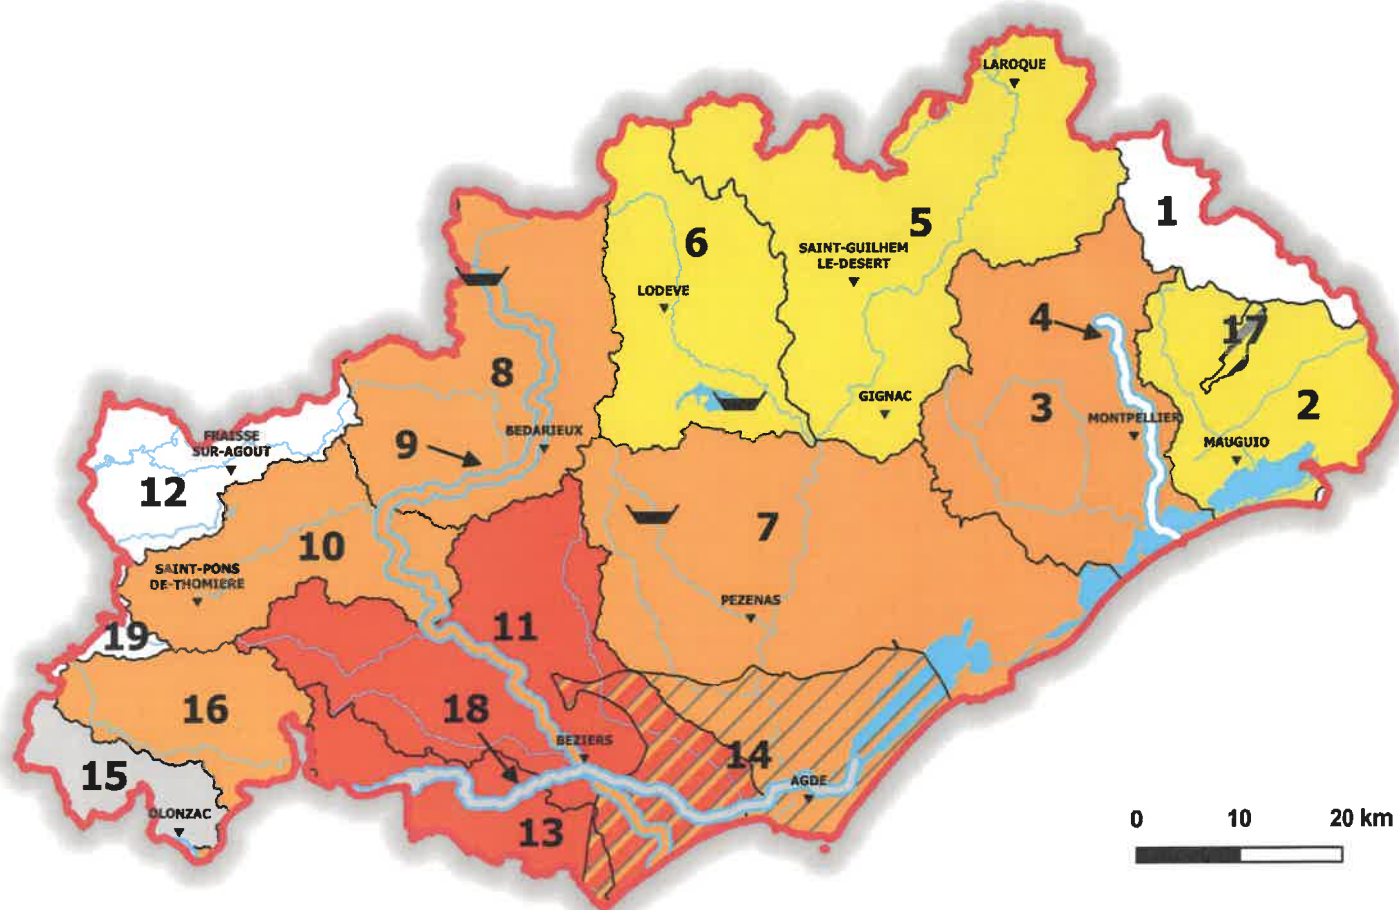 LAROQUE
1
5
6
SAINT-GUILHEM
LE-DESERT
LODEVE
4
17
8
GIGNAC
3
2
MONTPELLIER
9
BEDARIEUX
FRAISSE
SUR-AGOUT
MAUGUIO
12
7
10
SAINT-PONS
DE-THOMIERE
PEZENAS
11
19
16
18
BEZIERS
14
15
AGDE
OLONZAC
13
0 10 20 km